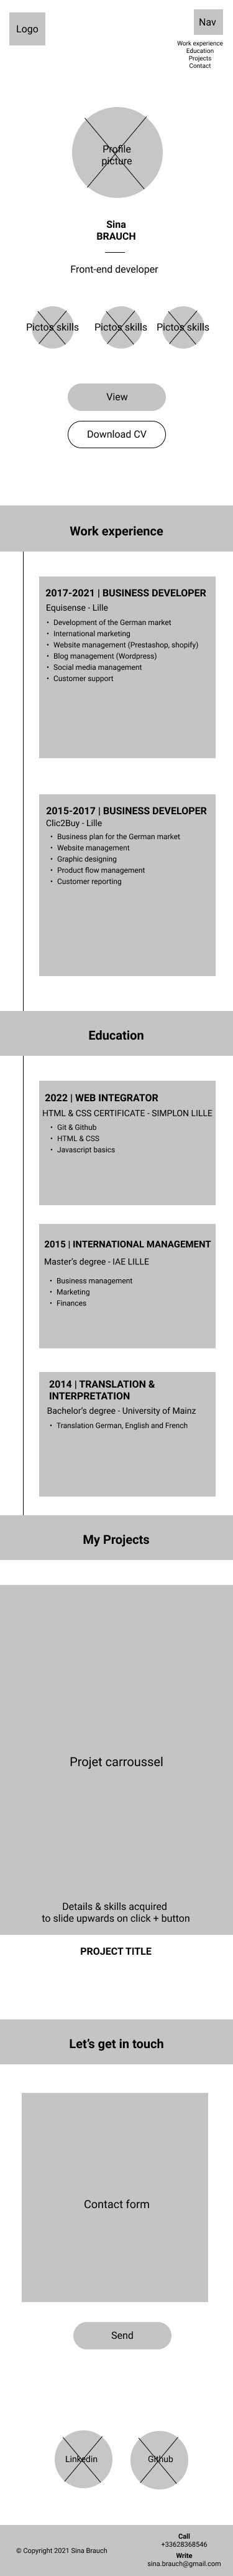 Logo
Nav
Work experience
Education
Projects
Contact
Profile
picture
Sina
BRAUCH
Front-end developer
Pictos skills
Pictos skills
Pictos skills
View
Download CV
Work experience
2017-2021 | BUSINESS DEVELOPER
Equisense - Lille
• Development of the German market
• International marketing
• Website management (Prestashop, shopify)
• Blog management (Wordpress)
• Social media management
• Customer support
2015-2017 | BUSINESS DEVELOPER
Clic2Buy - Lille
• Business plan for the German market
• Website management
• Graphic designing
• Product flow management
• Customer reporting
Education
2022 | WEB INTEGRATOR
HTML & CSS CERTIFICATE - SIMPLON LILLE
• Git & Github
• HTML & CSS
• Javascript basics
2015 | INTERNATIONAL MANAGEMENT
Master's degree - IAE LILLE
• Business management
• Marketing
• Finances
2014 | TRANSLATION &
INTERPRETATION
Bachelor's degree - University of Mainz
• Translation German, English and French
My Projects
Projet carroussel
Details & skills acquired
to slide upwards on click + button
PROJECT TITLE
Let's get in touch
Contact form
Send
Linkedin
Github
Call
+33628368546
Write
sina.brauch@gmail.com
© Copyright 2021 Sina Brauch